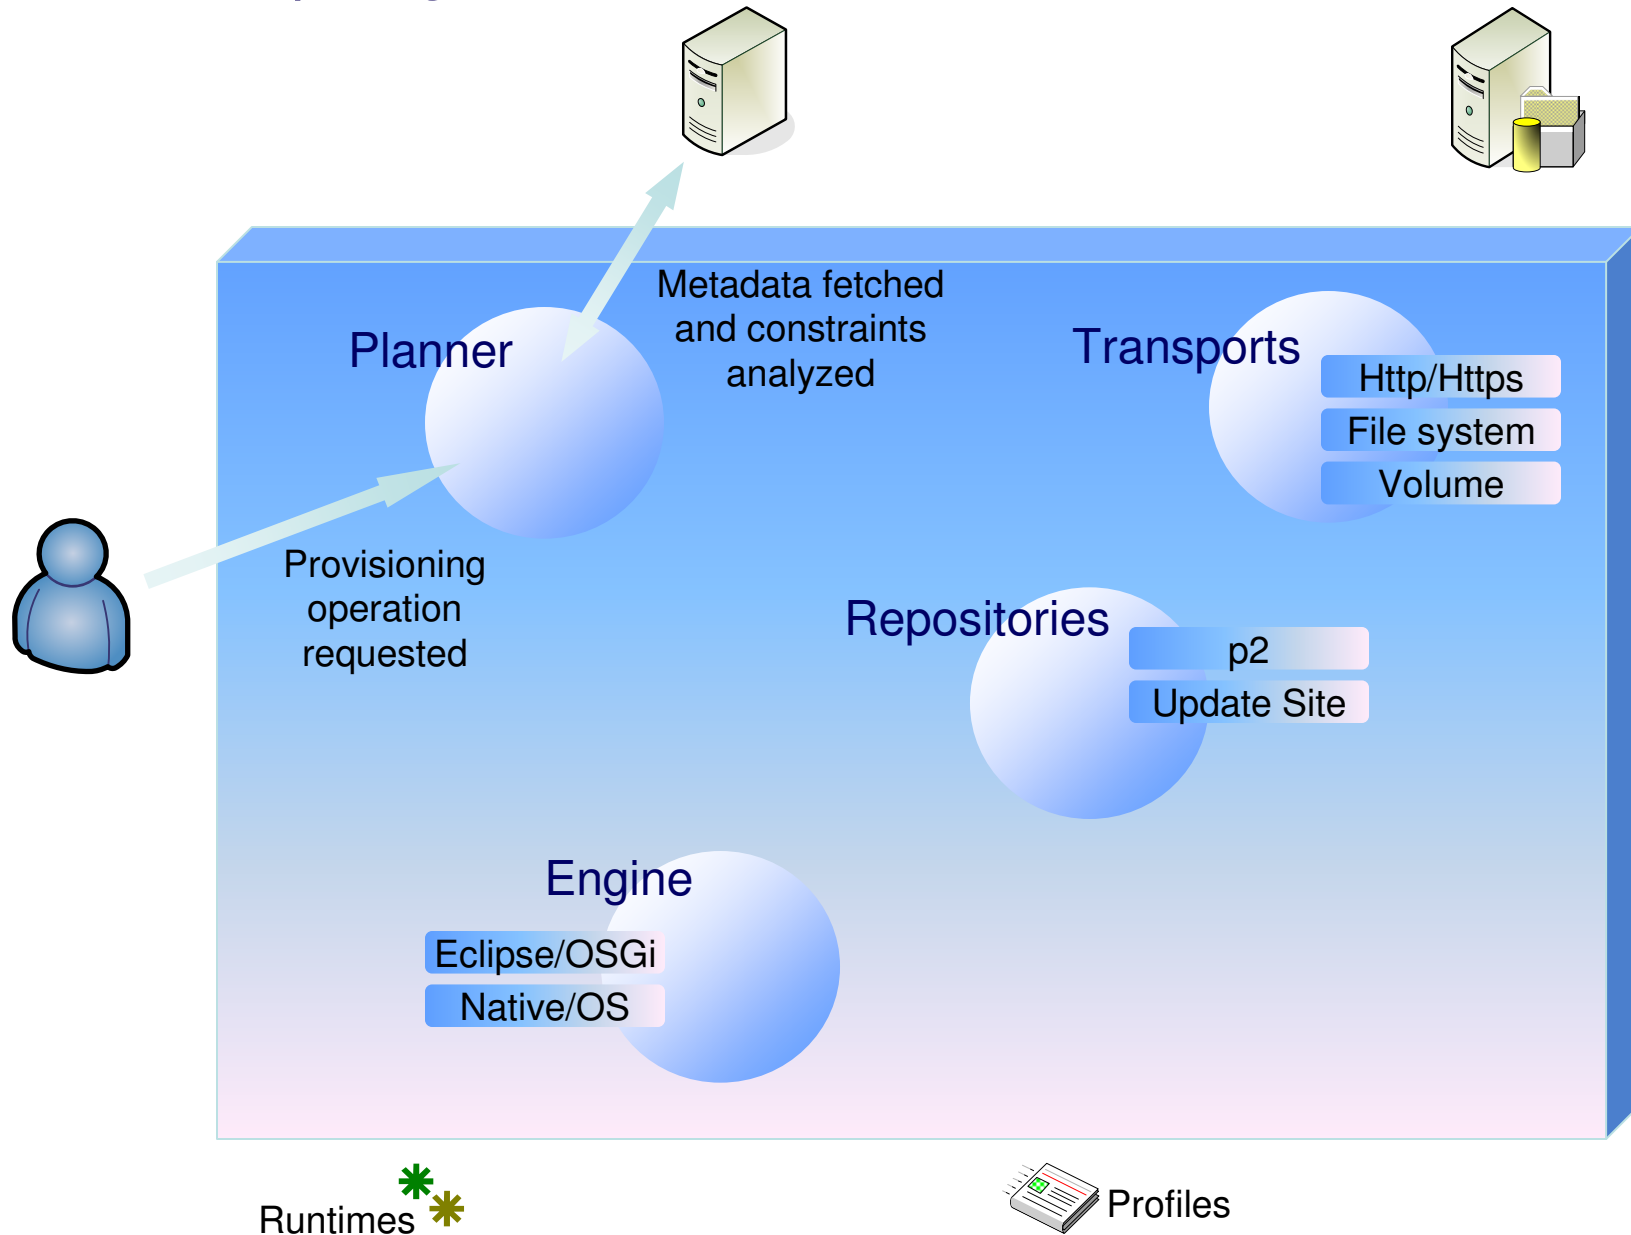 Metadata fetched
and constraints
analyzed
Planner
Transports
Http/Https
File system
Volume
Provisioning
operation
requested
Repositories
p2
Update Site
Engine
Eclipse/OSGi
Native/OS
Runtimes
Profiles